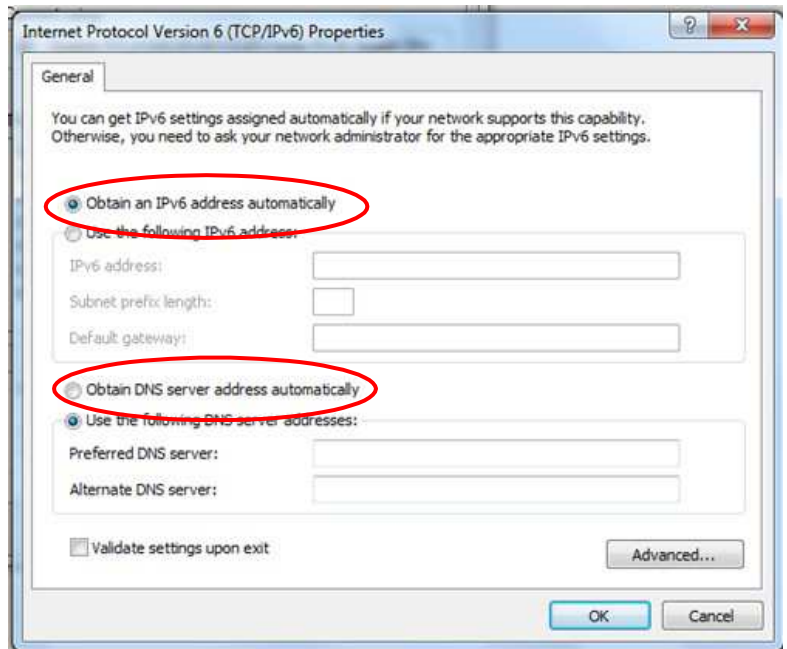 Internet Protocol Version 6 (TCP/IPv6) Properties
General
You can get IPv6 settings assigned automatically if your network supports this capability.
Otherwise, you need to ask your network administrator for the appropriate IPv6 settings.
Obtain an IPv6 address automatically
Use the following IPv6 address:
IPv6 address:
Subnet prefix length:
Default gateway:
Obtain DNS server address automatically
Use the following DNS server addresses:
Preferred DNS server:
Alternate DNS server:
Validate settings upon exit
Advanced...
OK
Cancel